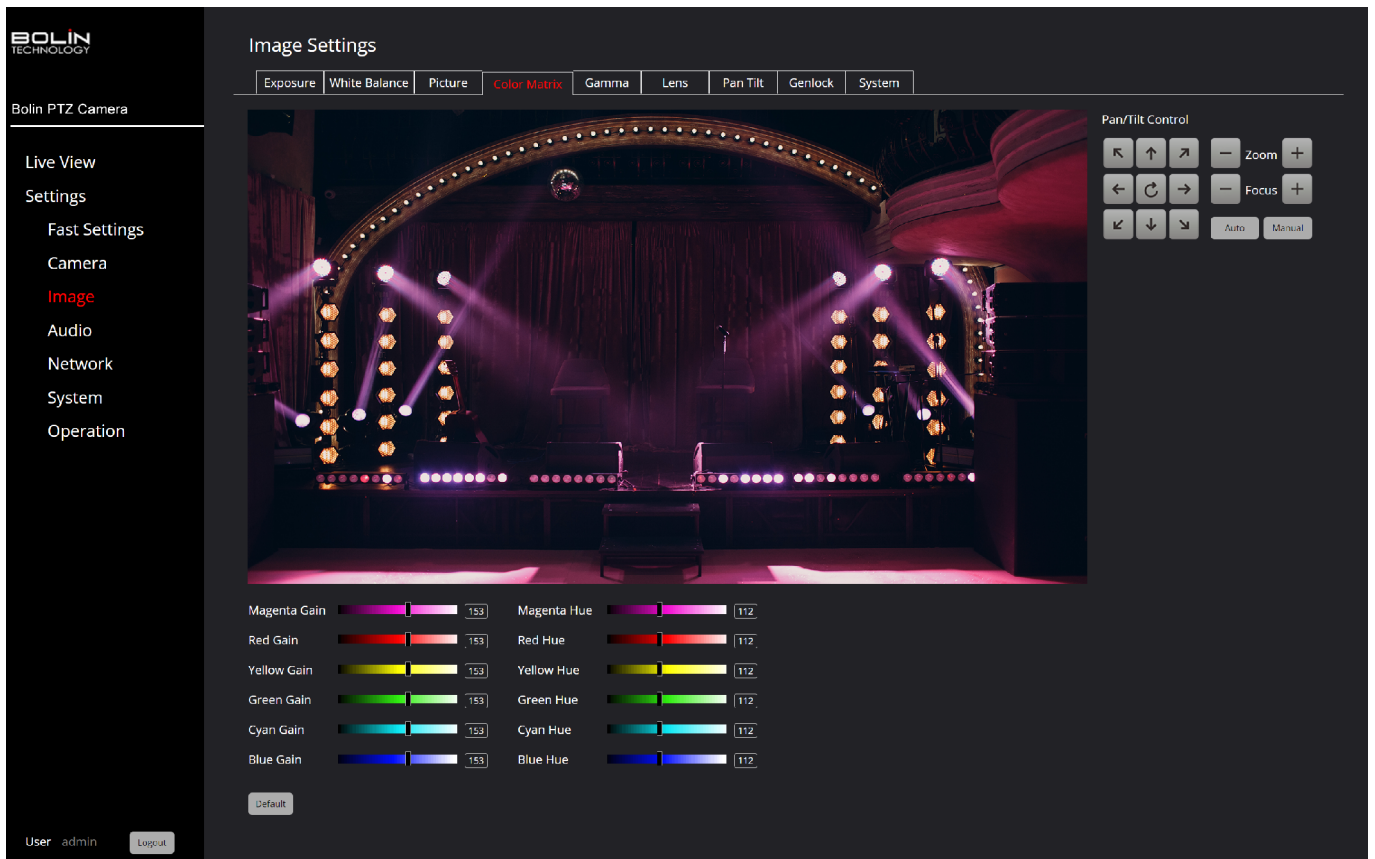 BOLIN
TECHNOLOGY
Bolin PTZ Camera
Live View
Settings
Fast Settings
Camera
Image
Audio
Network
System
Operation
User admin Logout
Image Settings
Exposure White Balance Picture Color Matrix Gamma Lens Pan Tilt Genlock System
Pan/Tilt Control
Zoom
Focus
Auto Manual
Magenta Gain 153 Magenta Hue 112
Red Gain 153 Red Hue 112
Yellow Gain 153 Yellow Hue 112
Green Gain 153 Green Hue 112
Cyan Gain 153 Cyan Hue 112
Blue Gain 153 Blue Hue 112
Default